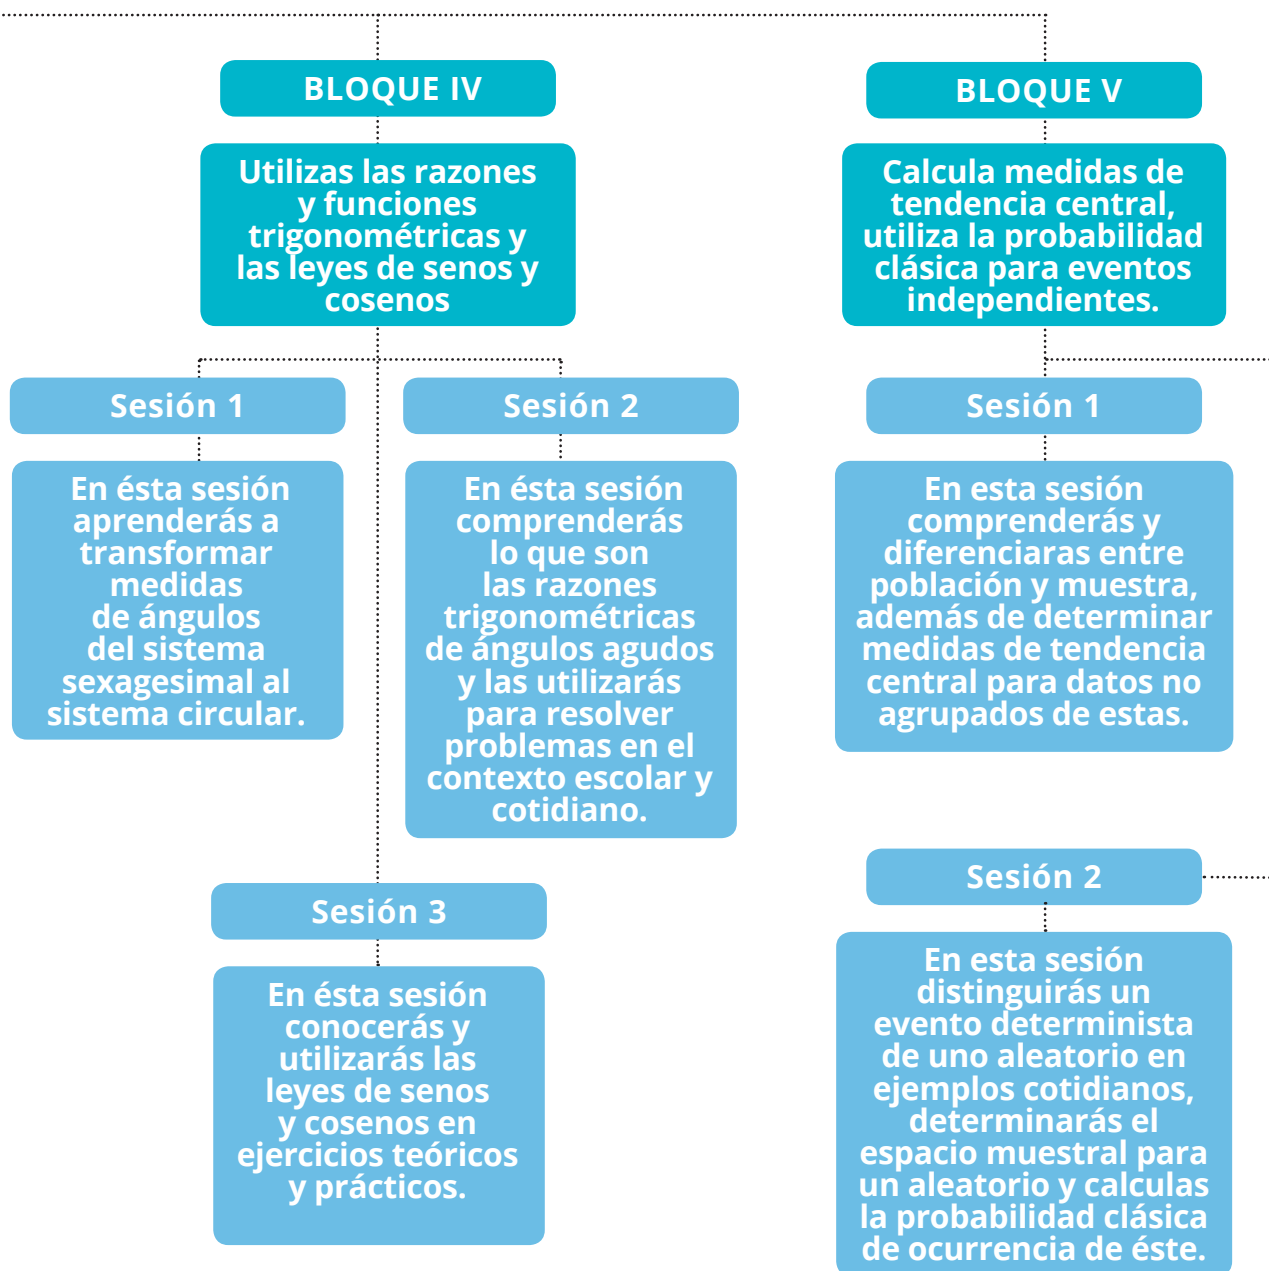 BLOQUE IV
Utilizas las razones
y funciones
trigonométricas y
las leyes de senos y
cosenos
Sesión 1
En ésta sesión
aprenderás a
transformar
medidas
de ángulos
del sistema
sexagesimal al
sistema circular.
Sesión 2
En ésta sesión
comprenderás
lo que son
las razones
trigonométricas
de ángulos agudos
y las utilizarás
para resolver
problemas en el
contexto escolar y
cotidiano.
Sesión 3
En ésta sesión
conocerás y
utilizarás las
leyes de senos
y cosenos en
ejercicios teóricos
y prácticos.
BLOQUE V
Calcula medidas de
tendencia central,
utiliza la probabilidad
clásica para eventos
independientes.
Sesión 1
En esta sesión
comprenderás y
diferenciaras entre
población y muestra,
además de determinar
medidas de tendencia
central para datos no
agrupados de estas.
Sesión 2
En esta sesión
distinguirás un
evento determinista
de uno aleatorio en
ejemplos cotidianos,
determinarás el
espacio muestral para
un aleatorio y calculas
la probabilidad clásica
de ocurrencia de éste.